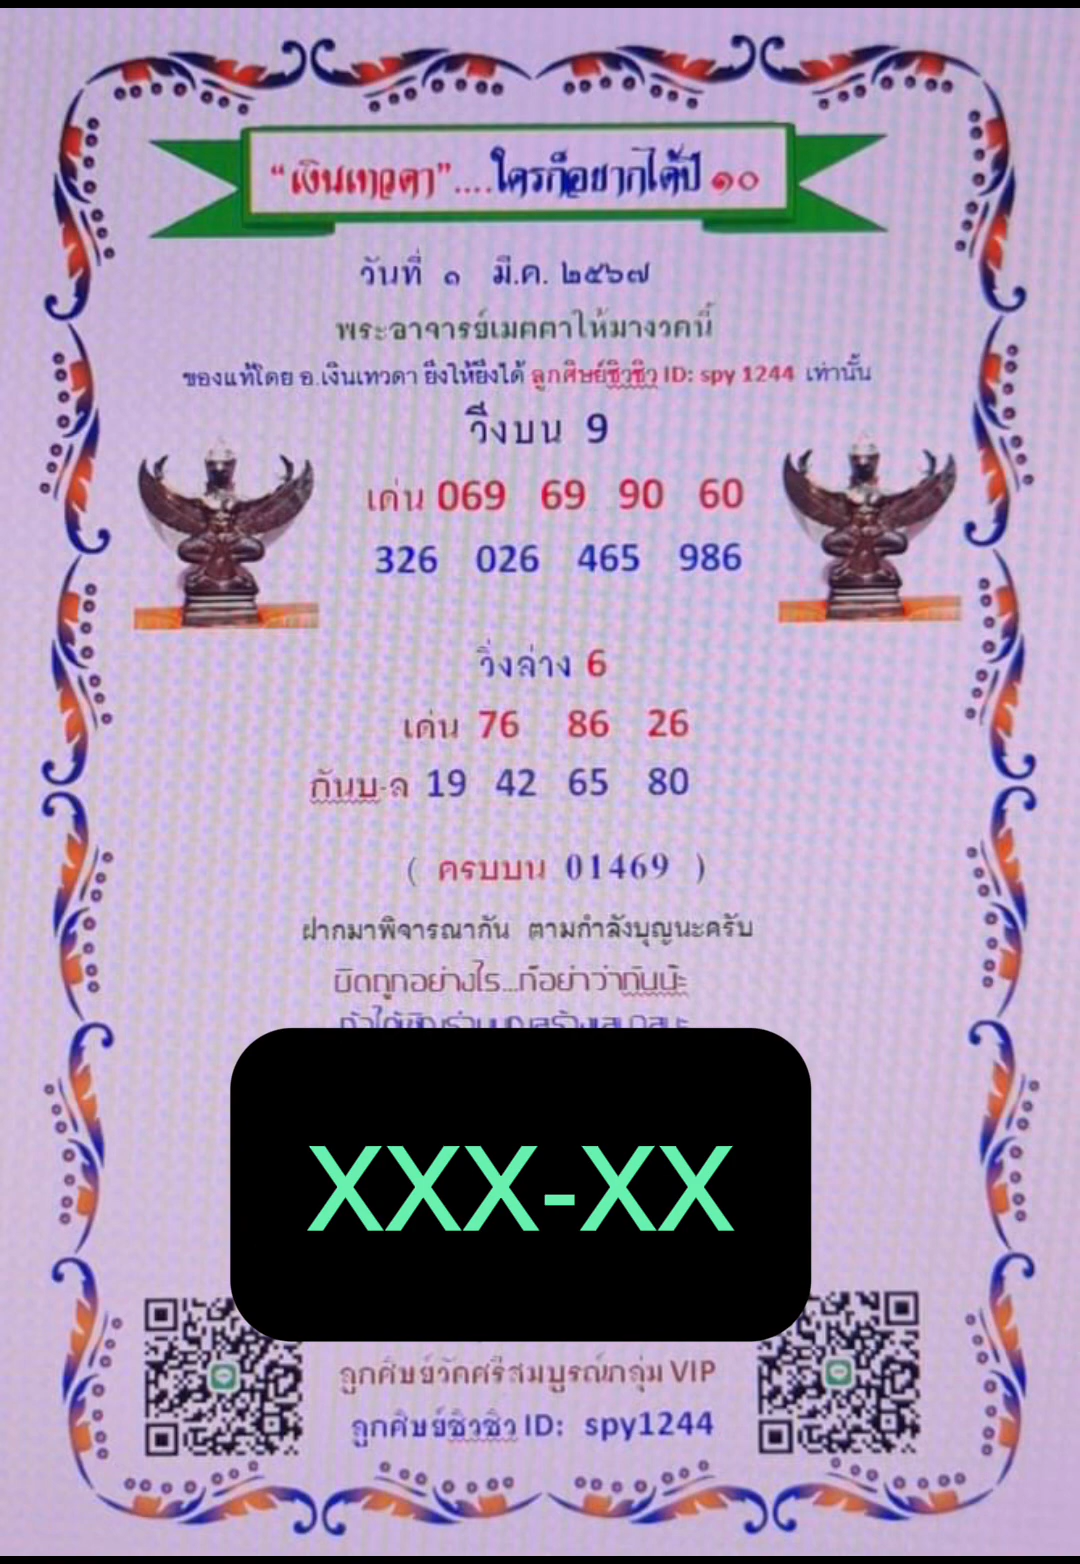 “เงินเทวดา”....ใครก็อยากได้ปี ๑๐
วันที่ ๑ มี.ค. ๒๕๖๗
พระอาจารย์เมตตาให้มางวดนี้
ของแท้โดย อ.เงินเทวดา ยิ่งให้ยิ่งได้ ลูกศิษย์ชิวชิว ID: spy 1244 เท่านั้น
วิ่งบน 9
เด่น 069 69 90 60
326 026 465 986
วิ่งล่าง 6
เด่น 76 86 26
กันบ-ล 19 42 65 80
( ครบบน 01469 )
ฝากมาพิจารณากัน ตามกำลังบุญนะครับ
ผิดถูกอย่างไร...ก็อย่าว่ากันน๊ะ
XXX-XX
ลูกศิษย์วัดศรีสมบูรณ์กลุ่ม VIP
ลูกศิษย์ชิวชิว ID: spy1244